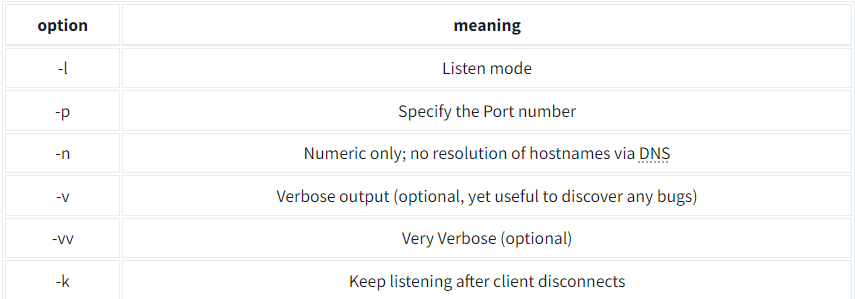 option meaning
-l Listen mode
-p Specify the Port number
-n Numeric only; no resolution of hostnames via DNS
-v Verbose output (optional, yet useful to discover any bugs)
-vv Very Verbose (optional)
-k Keep listening after client disconnects